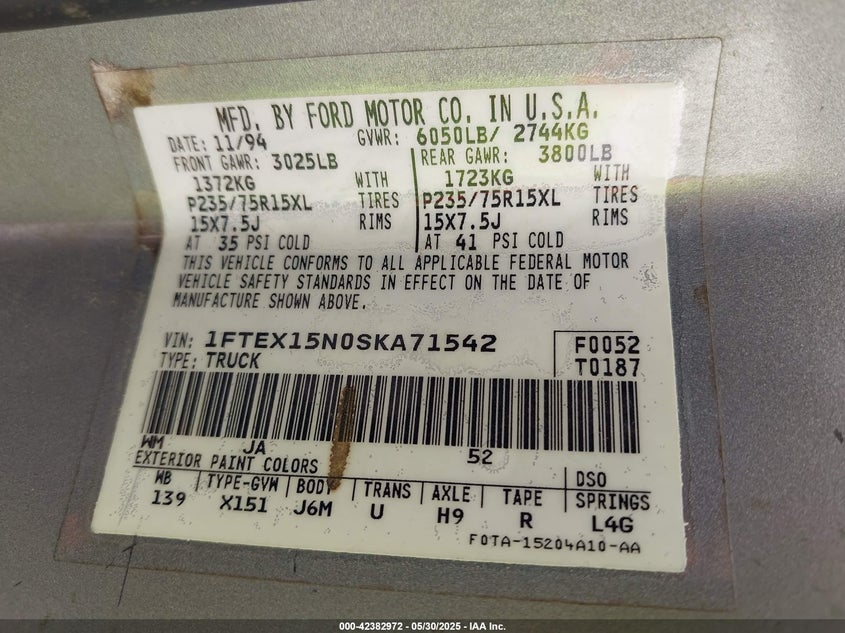 MFD. BY FORD MOTOR CO. IN U.S.A.
DATE: 11/94 GVWR: 6050LB/ 2744KG
FRONT GAWR: 3025LB REAR GAWR: 3800LB
1372KG WITH 1723KG WITH
P235/75R15XL TIRES P235/75R15XL TIRES
15X7.5J RIMS 15X7.5J RIMS
AT 35 PSI COLD AT 41 PSI COLD
THIS VEHICLE CONFORMS TO ALL APPLICABLE FEDERAL MOTOR
VEHICLE SAFETY STANDARDS IN EFFECT ON THE DATE OF
MANUFACTURE SHOWN ABOVE.
VIN: 1FTEX15N0SKA71542 F0052
TYPE: TRUCK T0187
WM JA 52
EXTERIOR PAINT COLORS DSO
WB TYPE-GVW BODY TRANS AXLE TAPE SPRINGS
139 X151 J6M U H9 R L4G
F0TA-15204A10-AA
000-42382972 - 05/30/2025 - IAA Inc.